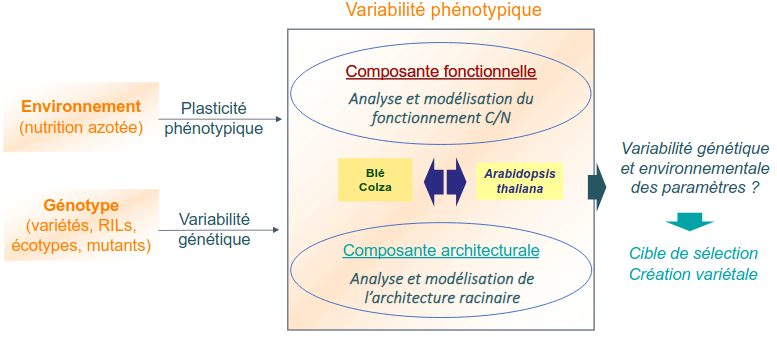 Variabilité phénotypique
Environnement
(nutrition azotée)
Plasticité
phénotypique
Génotype
(variétés, RILs,
écotypes, mutants)
Variabilité
génétique
Composante fonctionnelle
Analyse et modélisation du
fonctionnement C/N
Blé
Colza
Arabidopsis
thaliana
Composante architecturale
Analyse et modélisation de
l’architecture racinaire
Variabilité génétique
et environnementale
des paramètres ?
Cible de sélection
Création variétale